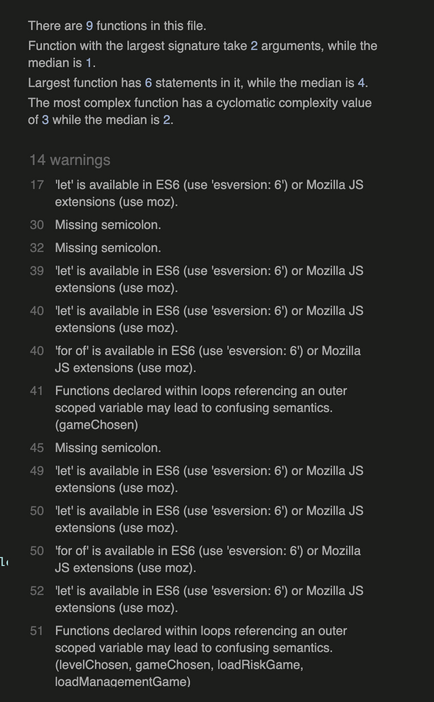 There are 9 functions in this file.
Function with the largest signature take 2 arguments, while the
median is 1.
Largest function has 6 statements in it, while the median is 4.
The most complex function has a cyclomatic complexity value
of 3 while the median is 2.
14 warnings
17 'let' is available in ES6 (use 'esversion: 6') or Mozilla JS
extensions (use moz).
30 Missing semicolon.
32 Missing semicolon.
39 'let' is available in ES6 (use 'esversion: 6') or Mozilla JS
extensions (use moz).
40 'let' is available in ES6 (use 'esversion: 6') or Mozilla JS
extensions (use moz).
40 'for of' is available in ES6 (use 'esversion: 6') or Mozilla
JS extensions (use moz).
41 Functions declared within loops referencing an outer
scoped variable may lead to confusing semantics.
(gameChosen)
45 Missing semicolon.
49 'let' is available in ES6 (use 'esversion: 6') or Mozilla JS
extensions (use moz).
50 'let' is available in ES6 (use 'esversion: 6') or Mozilla JS
extensions (use moz).
50 'for of' is available in ES6 (use 'esversion: 6') or Mozilla
JS extensions (use moz).
52 'let' is available in ES6 (use 'esversion: 6') or Mozilla JS
extensions (use moz).
51 Functions declared within loops referencing an outer
scoped variable may lead to confusing semantics.
(levelChosen, gameChosen, loadRiskGame,
loadManagementGame)